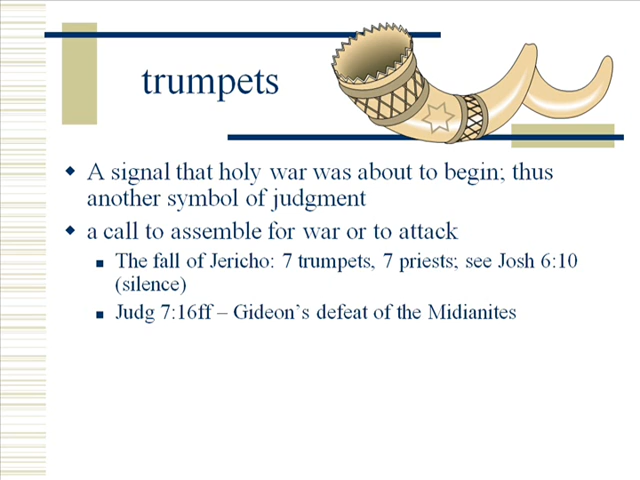 trumpets
A signal that holy war was about to begin; thus
another symbol of judgment
a call to assemble for war or to attack
The fall of Jericho: 7 trumpets, 7 priests; see Josh 6:10
(silence)
Judg 7:16ff – Gideon's defeat of the Midianites